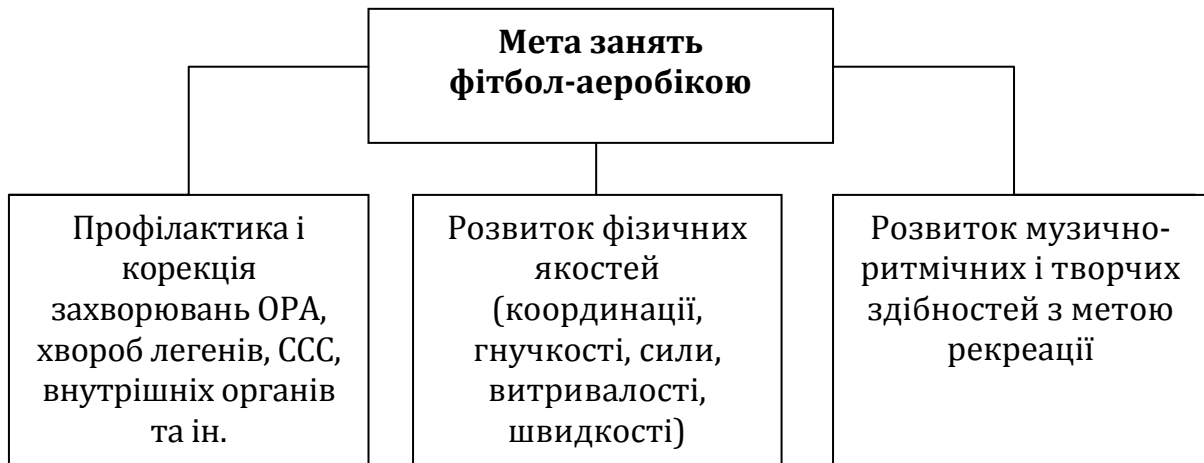 Мета занять
фітбол-аеробікою
Профілактика і
корекція
захворювань ОРА,
хвороб легенів, ССС,
внутрішніх органів
та ін.
Розвиток фізичних
якостей
(координації,
гнучкості, сили,
витривалості,
швидкості)
Розвиток музично-
ритмічних і творчих
здібностей з метою
рекреації